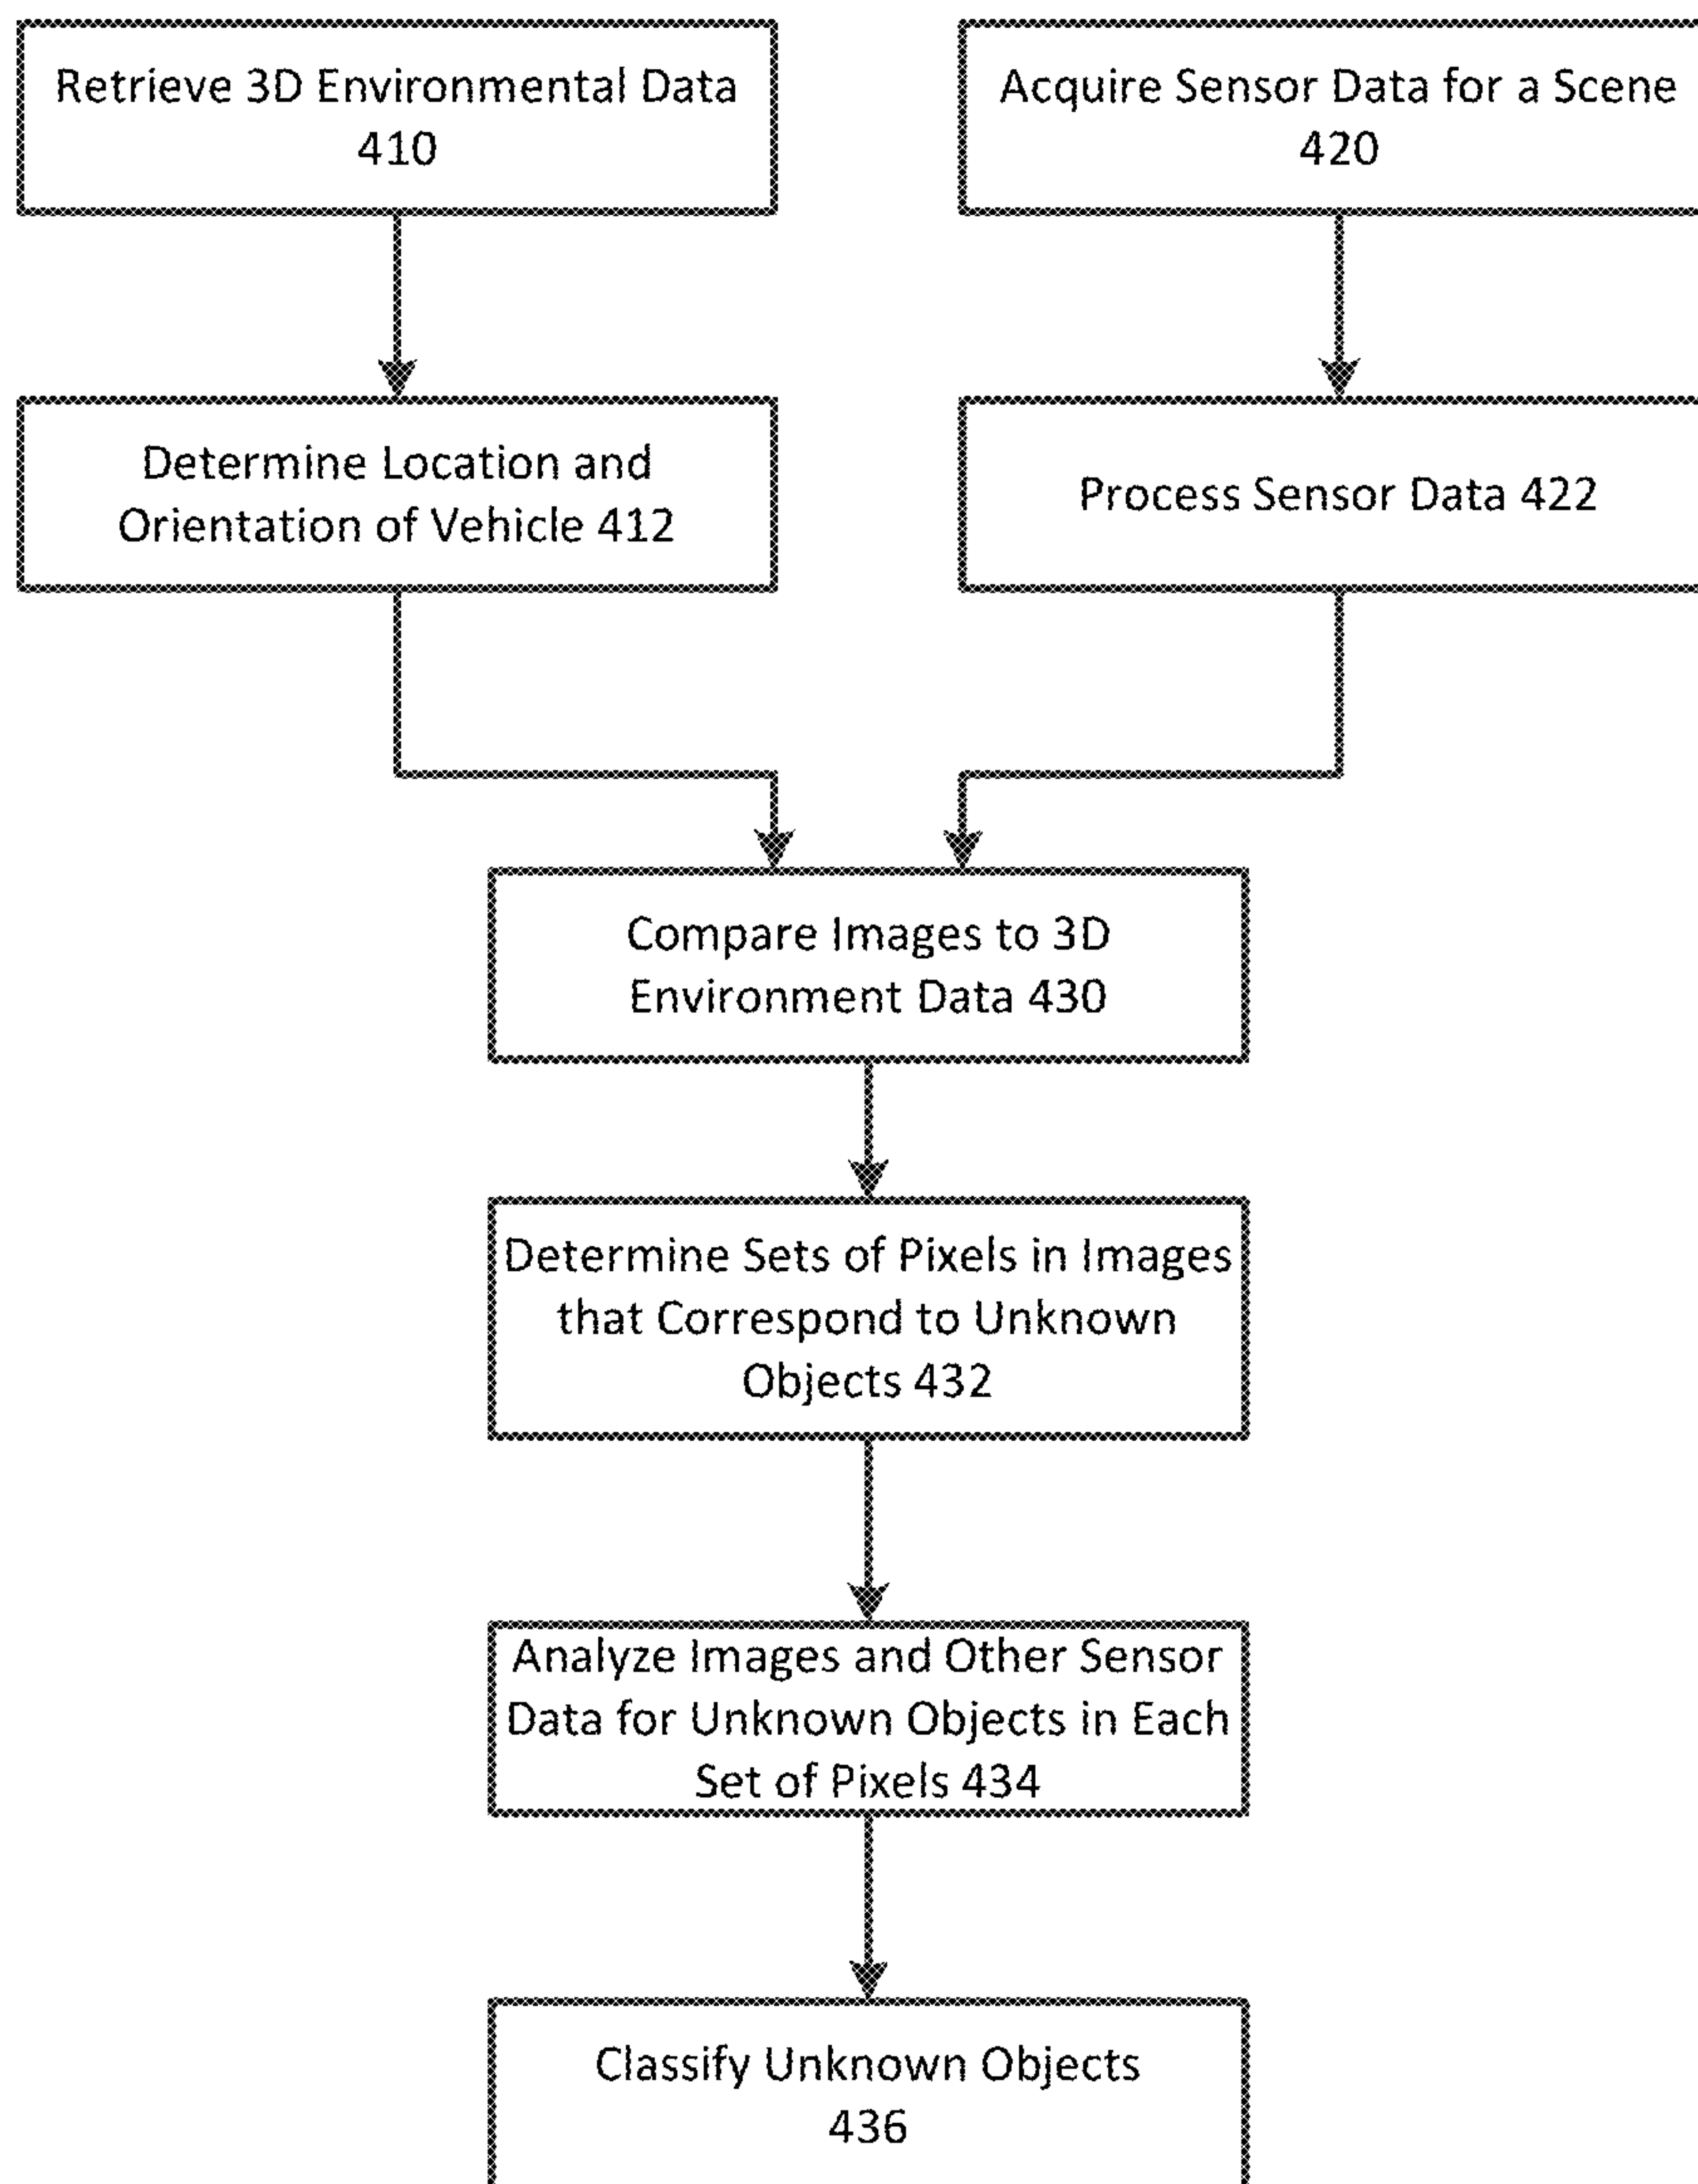 Retrieve 3D Environmental Data
410
Acquire Sensor Data for a Scene
420
Determine Location and
Orientation of Vehicle 412
Process Sensor Data 422
Compare Images to 3D
Environment Data 430
Determine Sets of Pixels in Images
that Correspond to Unknown
Objects 432
Analyze Images and Other Sensor
Data for Unknown Objects in Each
Set of Pixels 434
Classify Unknown Objects
436